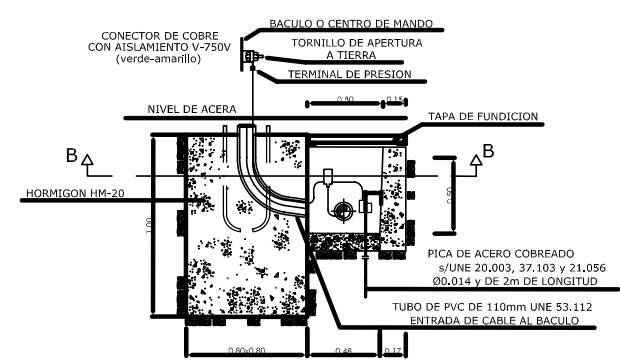 BACULO O CENTRO DE MANDO
CONECTOR DE COBRE
CON AISLAMIENTO V-750V
(verde-amarillo)
TORNILLO DE APERTURA
A TIERRA
TERMINAL DE PRESION
0.50
0.15
NIVEL DE ACERA
TAPA DE FUNDICION
B
B
HORMIGON HM-20
1.00
0.50
PICA DE ACERO COBREADO
s/UNE 20.003, 37.103 y 21.056
Ø0.014 y DE 2m DE LONGITUD
TUBO DE PVC DE 110mm UNE 53.112
ENTRADA DE CABLE AL BACULO
0.80x0.80
0.48
0.17